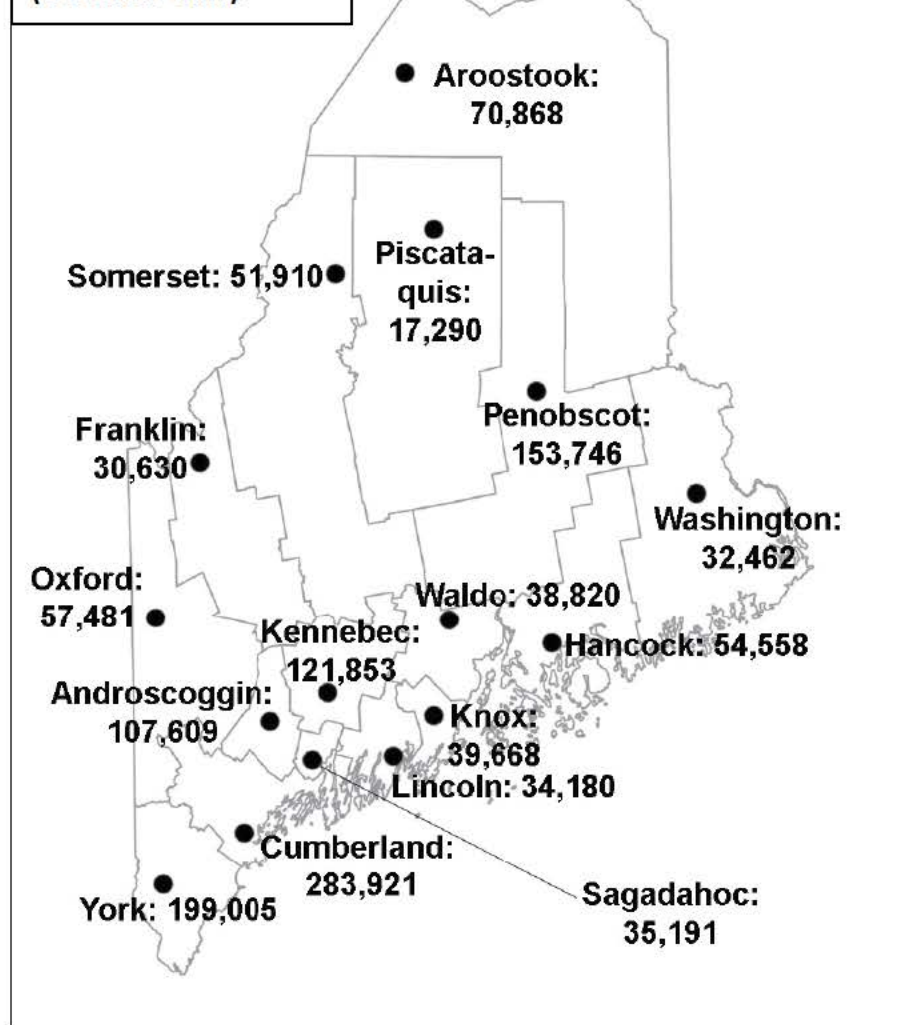 Aroostook:
70,868
Piscata-
quis:
17,290
Somerset: 51,910
Penobscot:
153,746
Franklin:
30,630
Washington:
32,462
Oxford:
57,481
Waldo: 38,820
Kennebec:
121,853
Hancock: 54,558
Androscoggin:
107,609
Knox:
39,668
Lincoln: 34,180
Cumberland:
283,921
Sagadahoc:
35,191
York: 199,005